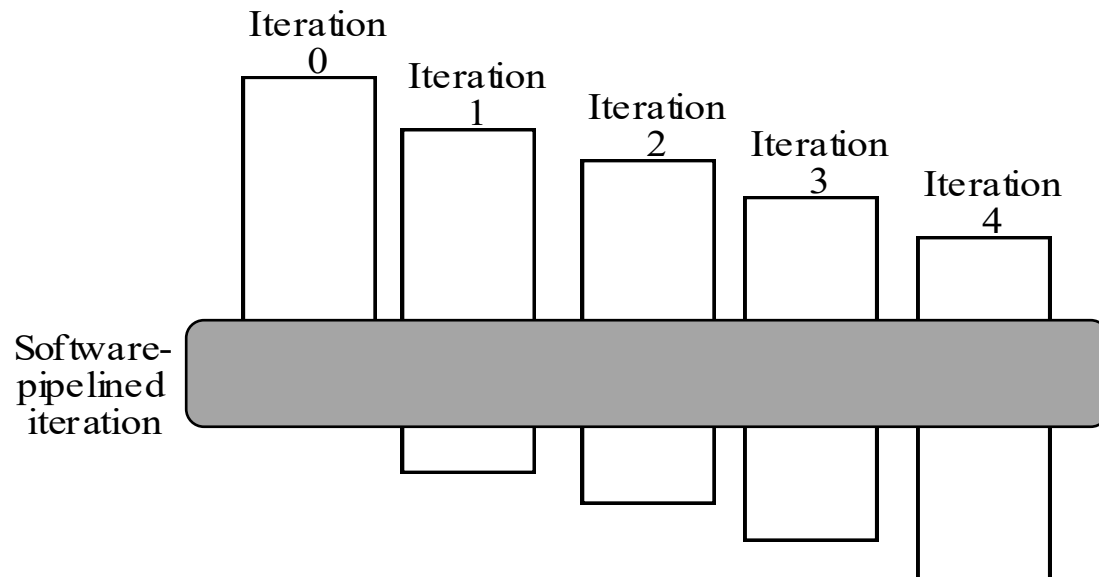 Iteration
0
Iteration
1
Iteration
2
Iteration
3
Iteration
4
Software-
pipelined
iteration